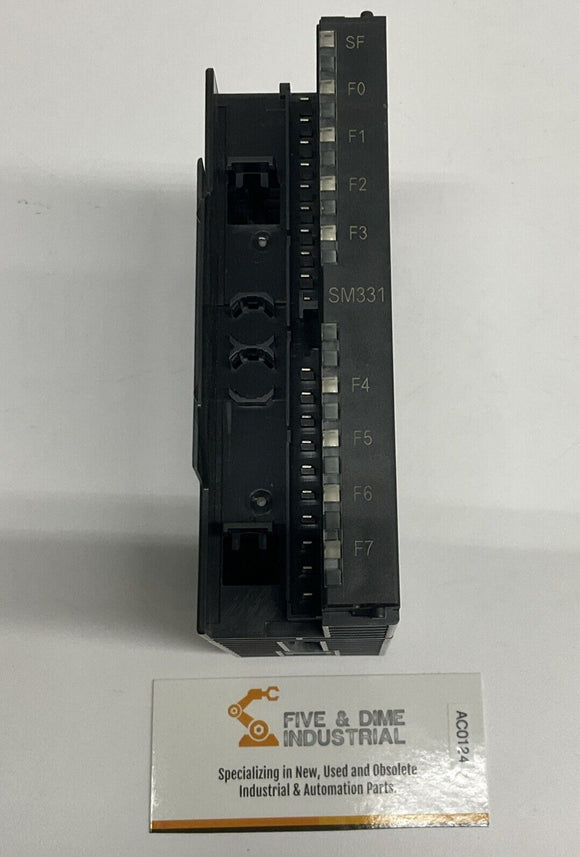 SF
F0
F1
F2
F3
SM331
F4
F5
F6
F7
FIVE & DIME
INDUSTRIAL
Specializing in New, Used and Obsolete
Industrial & Automation Parts.
AC0124